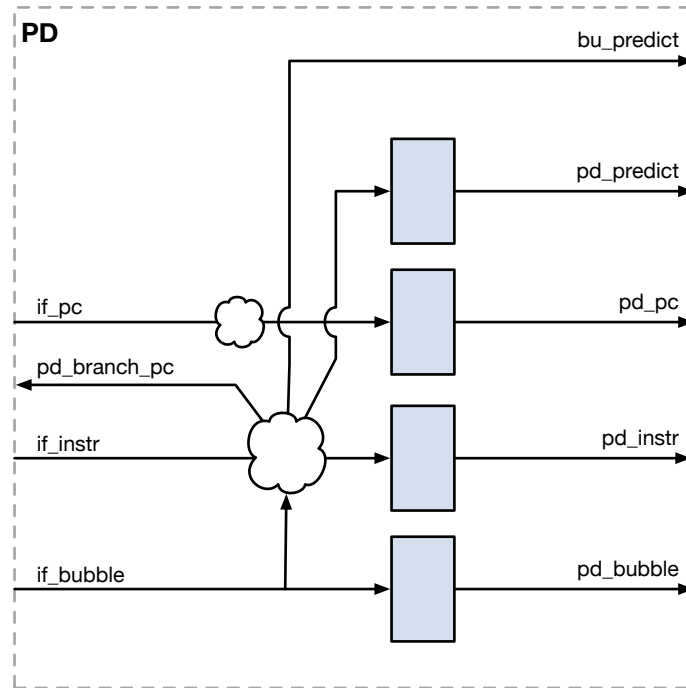 PD
bu_predict
pd_predict
if_pc
pd_pc
pd_branch_pc
if_instr
pd_instr
if_bubble
pd_bubble